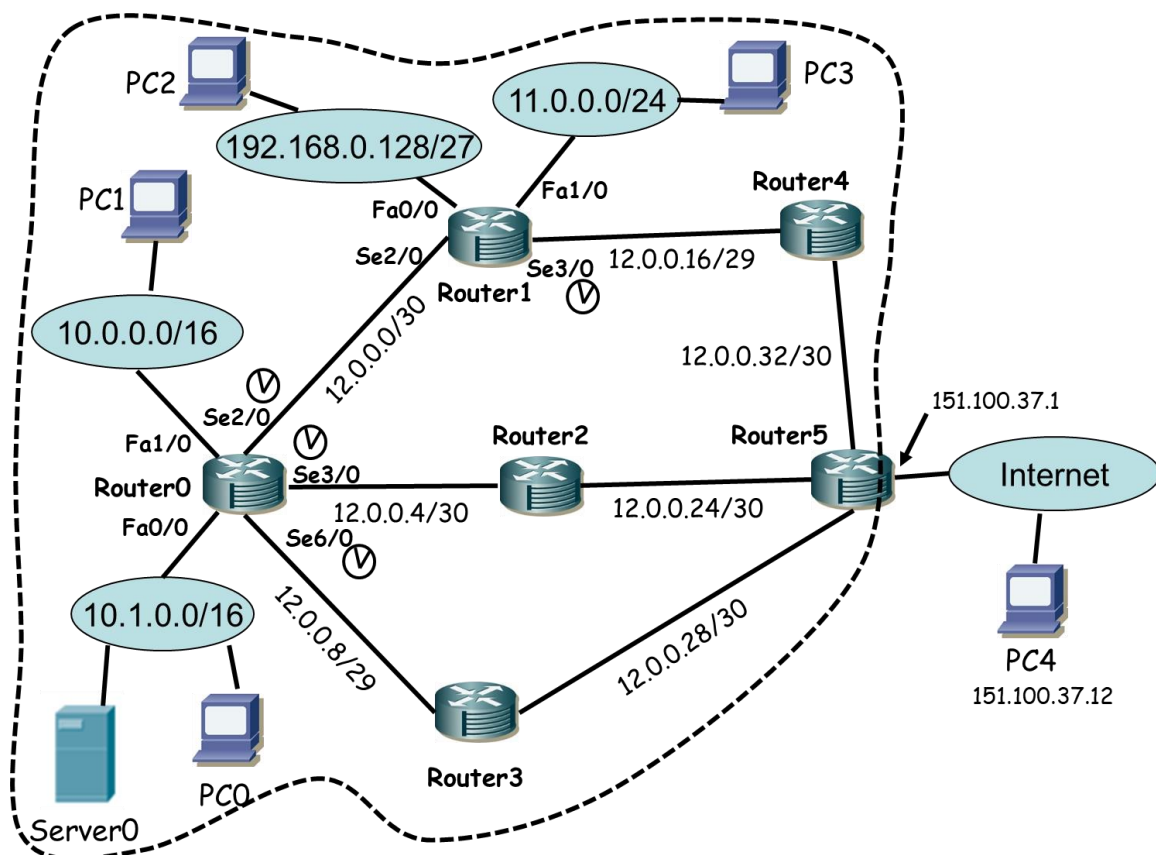 PC2
PC3
11.0.0.0/24
192.168.0.128/27
PC1
Router4
Fa0/0
Fa1/0
Se2/0
Se3/0
12.0.0.16/29
Router1
V
10.0.0.0/16
12.0.0.0/30
12.0.0.32/30
V
Se2/0
151.100.37.1
Fa1/0
V
Router2
Router5
Router0
Se3/0
Internet
12.0.0.4/30
12.0.0.24/30
Fa0/0
Se6/0
V
10.1.0.0/16
12.0.0.8/29
12.0.0.28/30
PC4
151.100.37.12
Router3
PC0
Server0